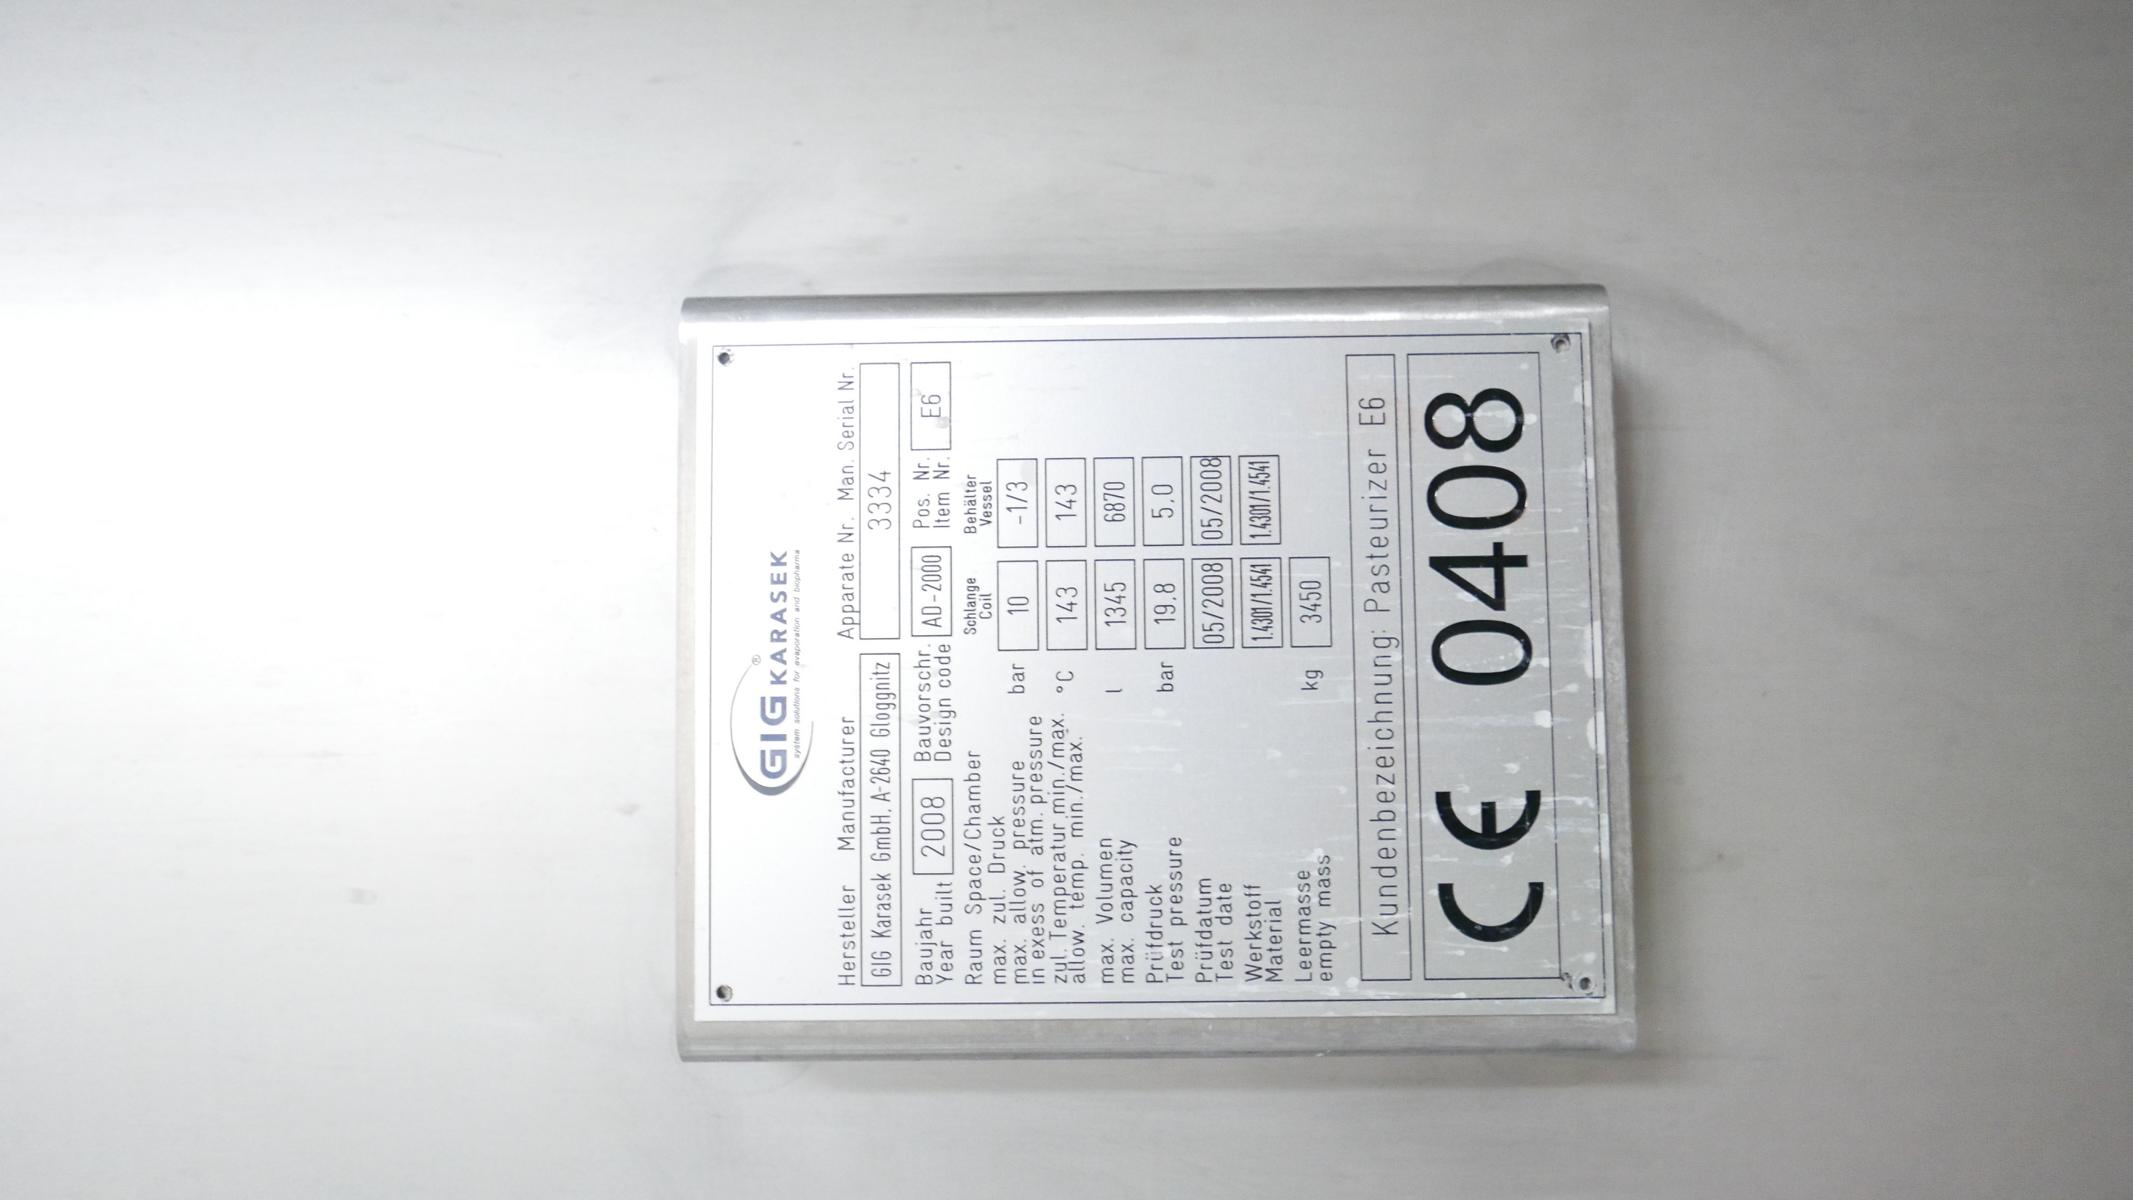 GIG KARASEK ®
system solutions for evaporation and biopharma
Hersteller Manufacturer Apparate Nr. Man. Serial Nr.
GIG Karasek GmbH, A-2640 Gloggnitz 3334
Baujahr 2008 Bauvorschr. AD-2000 Pos. Nr. E6
Year built Design code Item Nr.
Raum Space/Chamber Schlange Behälter
Coil Vessel
max. zul. Druck
max. allow. pressure bar 10 -1/3
in exess of atm. pressure
zul. Temperatur min./max. °C 143 143
allow. temp. min./max.
max. Volumen l 1345 6870
max. capacity
Prüfdruck bar 19,8 5,0
Test pressure
Prüfdatum 05/2008 05/2008
Test date
Werkstoff 1.4301/1.4541 1.4301/1.4541
Material
Leermasse kg 3450
empty mass
Kundenbezeichnung: Pasteurizer E6
CE 0408